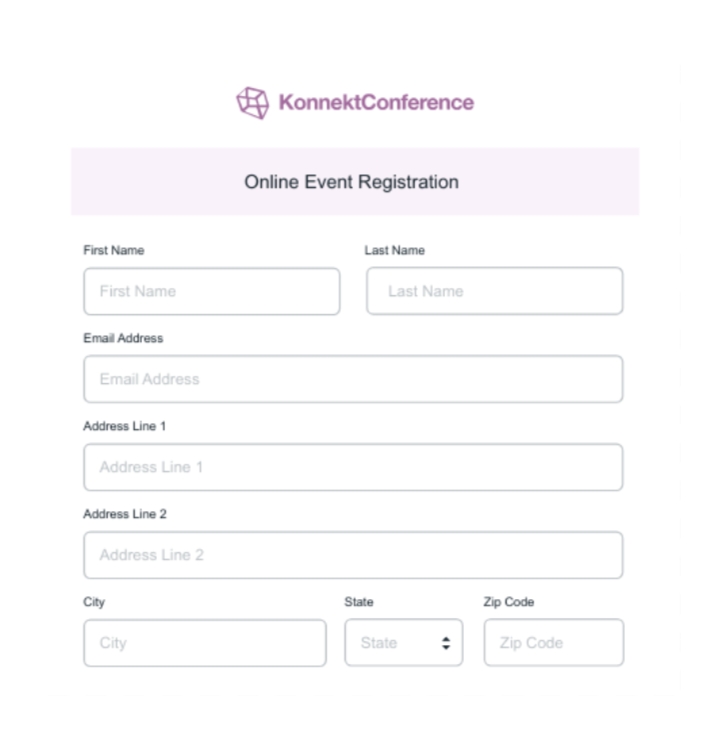 KonnektConference
Online Event Registration
First Name Last Name
First Name Last Name
Email Address
Email Address
Address Line 1
Address Line 1
Address Line 2
Address Line 2
City State Zip Code
City State Zip Code